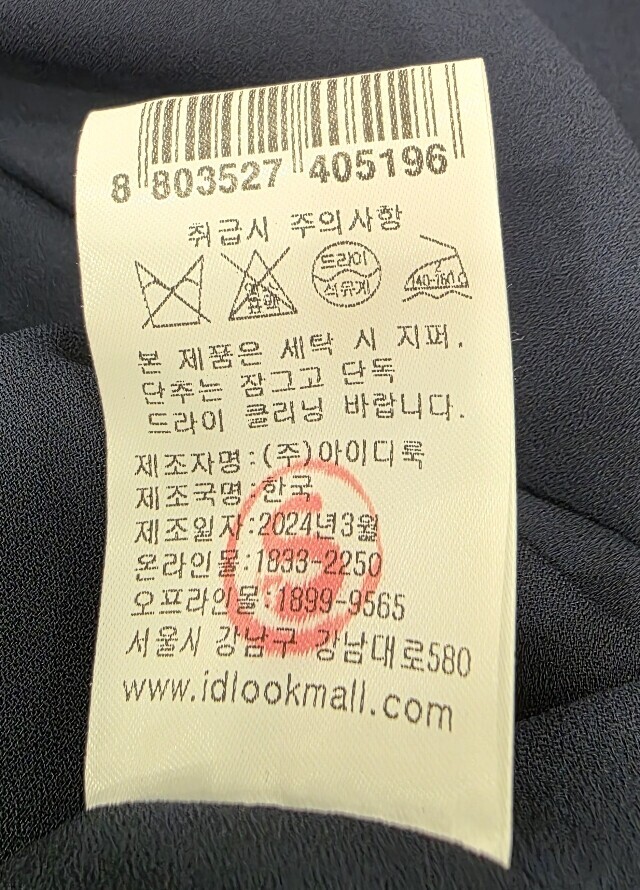 8 803527 405196
취급시 주의사항
드라이
석유계
본 제품은 세탁 시 지퍼.
단추는 잠그고 단독
드라이 클리닝 바랍니다.
제조자명:(주)아이디룩
제조국명:한국
제조일자:2024년3월
온라인몰:1833-2250
오프라인몰:1899-9565
서울시 강남구 강남대로580
www.idlookmall.com